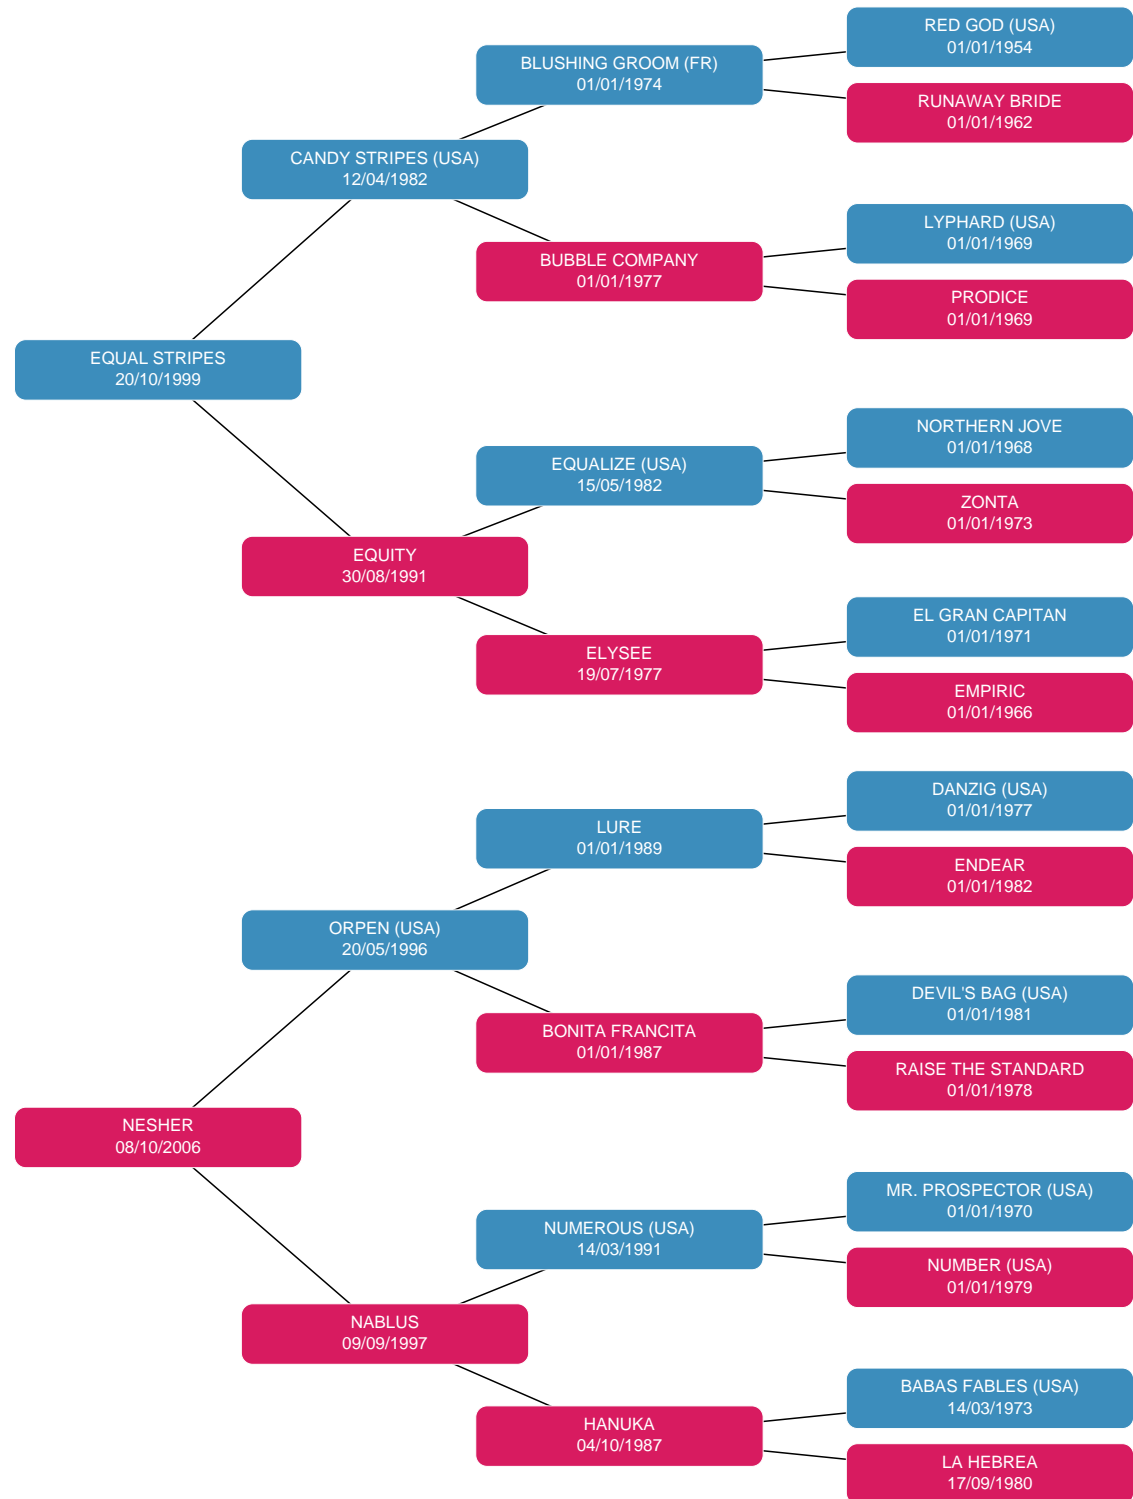 RED GOD (USA)
01/01/1954
BLUSHING GROOM (FR)
01/01/1974
RUNAWAY BRIDE
01/01/1962
CANDY STRIPES (USA)
12/04/1982
LYPHARD (USA)
01/01/1969
BUBBLE COMPANY
01/01/1977
PRODICE
01/01/1969
EQUAL STRIPES
20/10/1999
NORTHERN JOVE
01/01/1968
EQUALIZE (USA)
15/05/1982
ZONTA
01/01/1973
EQUITY
30/08/1991
EL GRAN CAPITAN
01/01/1971
ELYSEE
19/07/1977
EMPIRIC
01/01/1966
DANZIG (USA)
01/01/1977
LURE
01/01/1989
ENDEAR
01/01/1982
ORPEN (USA)
20/05/1996
DEVIL'S BAG (USA)
01/01/1981
BONITA FRANCITA
01/01/1987
RAISE THE STANDARD
01/01/1978
NESHER
08/10/2006
MR. PROSPECTOR (USA)
01/01/1970
NUMEROUS (USA)
14/03/1991
NUMBER (USA)
01/01/1979
NABLUS
09/09/1997
BABAS FABLES (USA)
14/03/1973
HANUKA
04/10/1987
LA HEBREA
17/09/1980